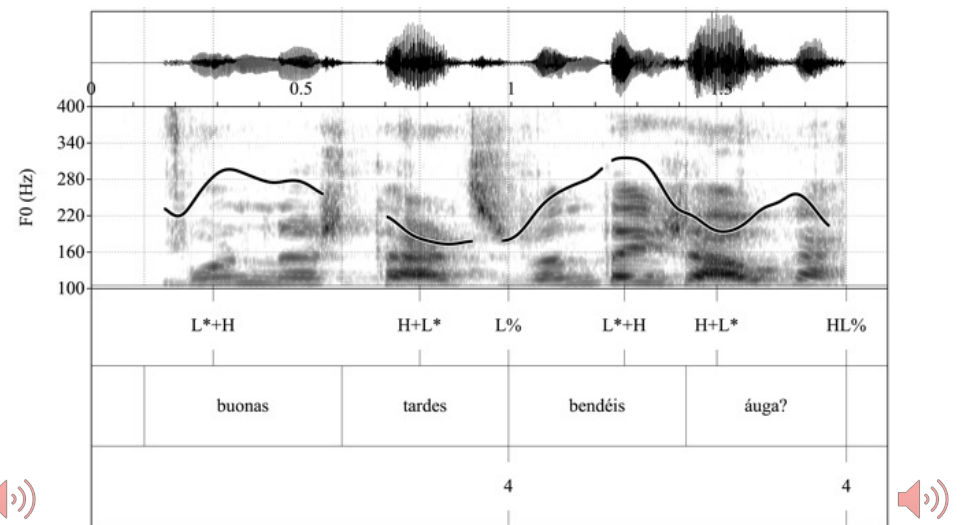 0 0.5 1 1.5
400
340
280
220
160
100
F0 (Hz)
L*+H H+L* L% L*+H H+L* HL%
buonas tardes bendéis áuga?
4 4